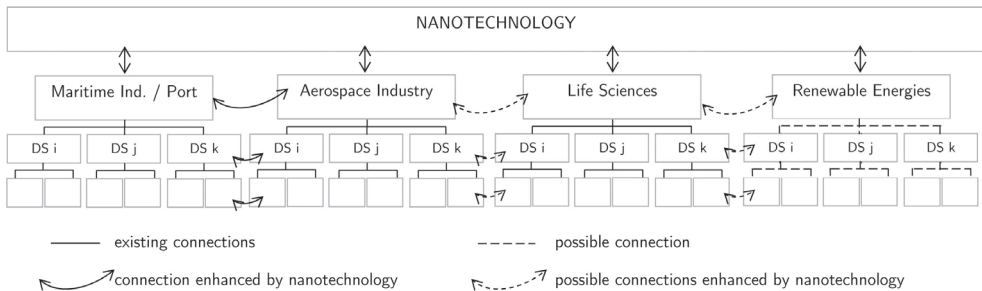 NANOTECHNOLOGY
Maritime Ind. / Port Aerospace Industry Life Sciences Renewable Energies
DS i DS j DS k DS i DS j DS k DS i DS j DS k DS i DS j DS k
existing connections possible connection
connection enhanced by nanotechnology possible connections enhanced by nanotechnology